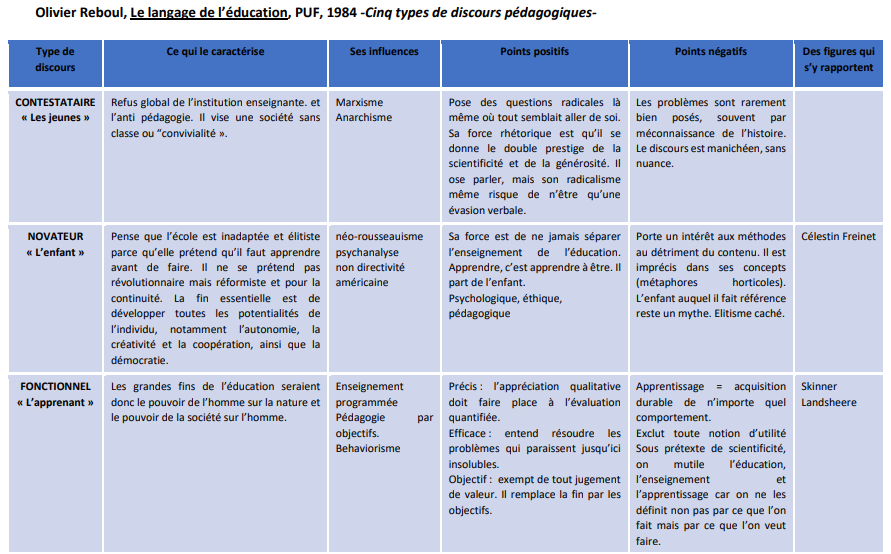 Olivier Reboul, Le langage de l'éducation, PUF, 1984 -Cinq types de discours pédagogiques-
Type de
discours
Ce qui le caractérise
Ses influences
Points positifs
Points négatifs
Des figures qui
s'y rapportent
CONTESTATAIRE
« Les jeunes »
Refus global de l'institution enseignante. et
l'anti pédagogie. Il vise une société sans
classe ou "convivialité ».
Marxisme
Anarchisme
Pose des questions radicales là
même où tout semblait aller de soi.
Sa force rhétorique est qu'il se
donne le double prestige de la
scientificité et de la générosité. Il
ose parler, mais son radicalisme
même risque de n'être qu'une
évasion verbale.
Les problèmes sont rarement
bien posés, souvent par
méconnaissance de l'histoire.
Le discours est manichéen, sans
nuance.
NOVATEUR
« L'enfant »
Pense que l'école est inadaptée et élitiste
parce qu'elle prétend qu'il faut apprendre
avant de faire. Il ne se prétend pas
révolutionnaire mais réformiste et pour la
continuité. La fin essentielle est de
développer toutes les potentialités de
l'individu, notamment l'autonomie, la
créativité et la coopération, ainsi que la
démocratie.
néo-rousseauisme
psychanalyse
non directivité
américaine
Sa force est de ne jamais séparer
l'enseignement de l'éducation.
Apprendre, c'est apprendre à être. Il
part de l'enfant.
Psychologique, éthique,
pédagogique
Porte un intérêt aux méthodes
au détriment du contenu. Il est
imprécis dans ses concepts
(métaphores horticoles).
L'enfant auquel il fait référence
reste un mythe. Elitisme caché.
Célestin Freinet
FONCTIONNEL
« L'apprenant »
Les grandes fins de l'éducation seraient
donc le pouvoir de l'homme sur la nature et
le pouvoir de la société sur l'homme.
Enseignement
programmée
Pédagogie par
objectifs.
Behaviorisme
Précis : l'appréciation qualitative
doit faire place à l'évaluation
quantifiée.
Efficace : entend résoudre les
problèmes qui paraissent jusqu'ici
insolubles.
Objectif : exempt de tout jugement
de valeur. Il remplace la fin par les
objectifs.
Apprentissage = acquisition
durable de n'importe quel
comportement.
Exclut toute notion d'utilité
Sous prétexte de scientificité,
on mutile l'éducation,
l'enseignement et
l'apprentissage car on ne les
définit non pas par ce que l'on
fait mais par ce que l'on veut
faire.
Skinner
Landsheere